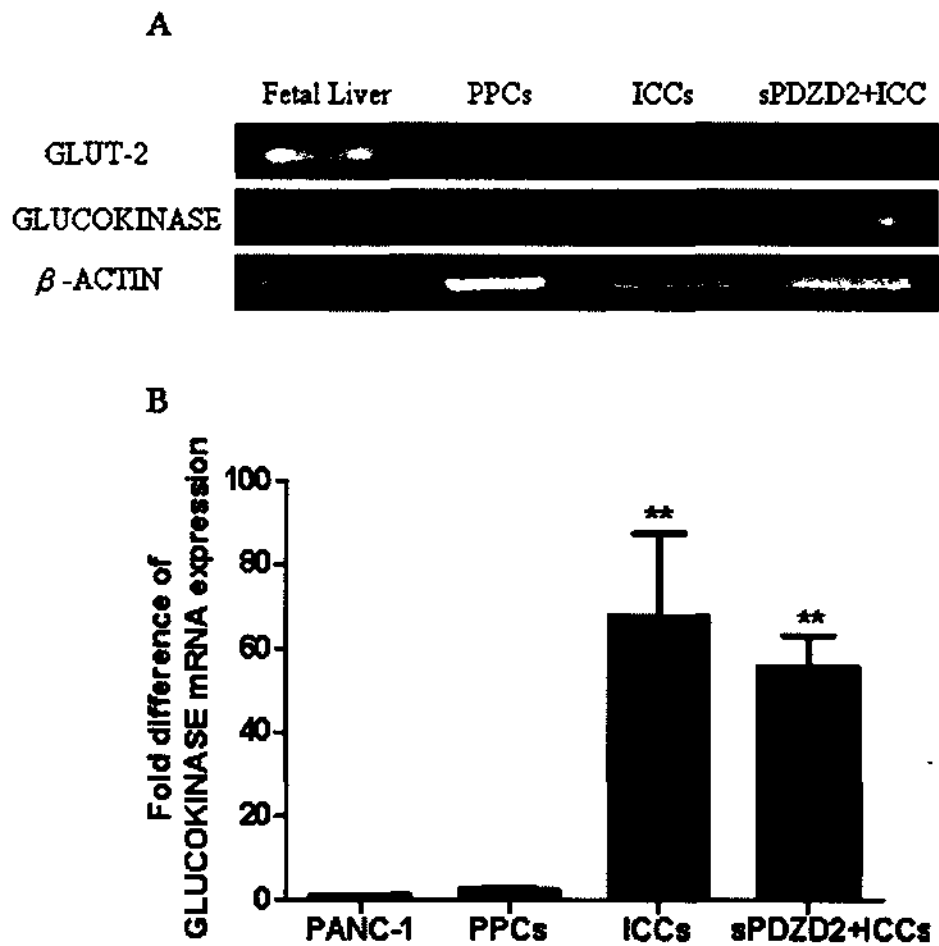 A
Fetal Liver PPCs ICCs sPDZD2+ICC
GLUT-2
GLUCOKINASE
β-ACTIN
B
Fold difference of
GLUCOKINASE mRNA expression
100
80
60
40
20
0
** **
PANC-1 PPCs ICCs sPDZD2+ICCs